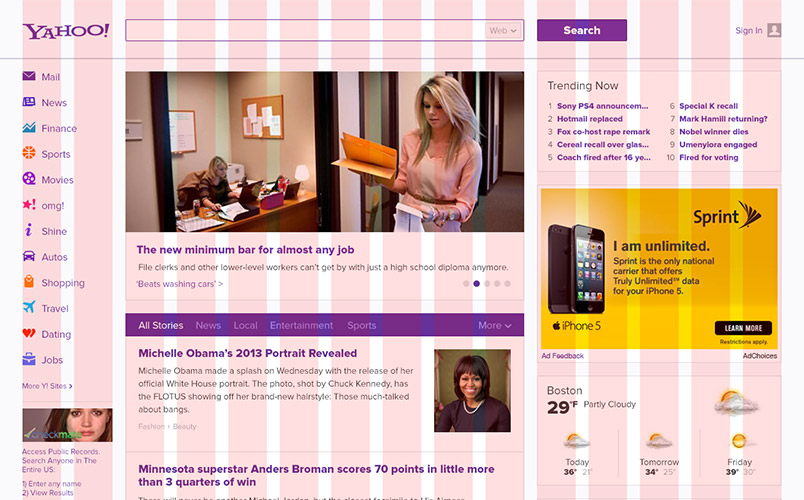 YAHOO!
Web
Search
Sign In
Mail
News
Finance
Sports
Movies
omg!
Shine
Autos
Shopping
Travel
Dating
Jobs
More Y! Sites >
checkmate
Access Public Records.
Search Anyone in The
Entire US:
1) Enter any name
2) View Results
The new minimum bar for almost any job
File clerks and other lower-level workers can't get by with just a high school diploma anymore.
'Beats washing cars' >
All Stories News Local Entertainment Sports More
Michelle Obama's 2013 Portrait Revealed
Michelle Obama made a splash on Wednesday with the release of her
official White House portrait. The photo, shot by Chuck Kennedy, has
the FLOTUS showing off her brand-new hairstyle: Those much-talked
about bangs.
Fashion + Beauty
Minnesota superstar Anders Broman scores 70 points in little more
than 3 quarters of win
Trending Now
1 Sony PS4 announcem...
2 Hotmail replaced
3 Fox co-host rape remark
4 Cereal recall over glas...
5 Coach fired after 16 ye...
6 Special K recall
7 Mark Hamill returning?
8 Nobel winner dies
9 Umenyiora engaged
10 Fired for voting
Sprint
I am unlimited.
Sprint is the only national
carrier that offers
Truly Unlimited℠ data
for your iPhone 5.
iPhone 5
LEARN MORE
Restrictions apply.
Ad Feedback
AdChoices
Boston
29°F Partly Cloudy
Today
36° 21°
Tomorrow
34° 25°
Friday
39° 30°